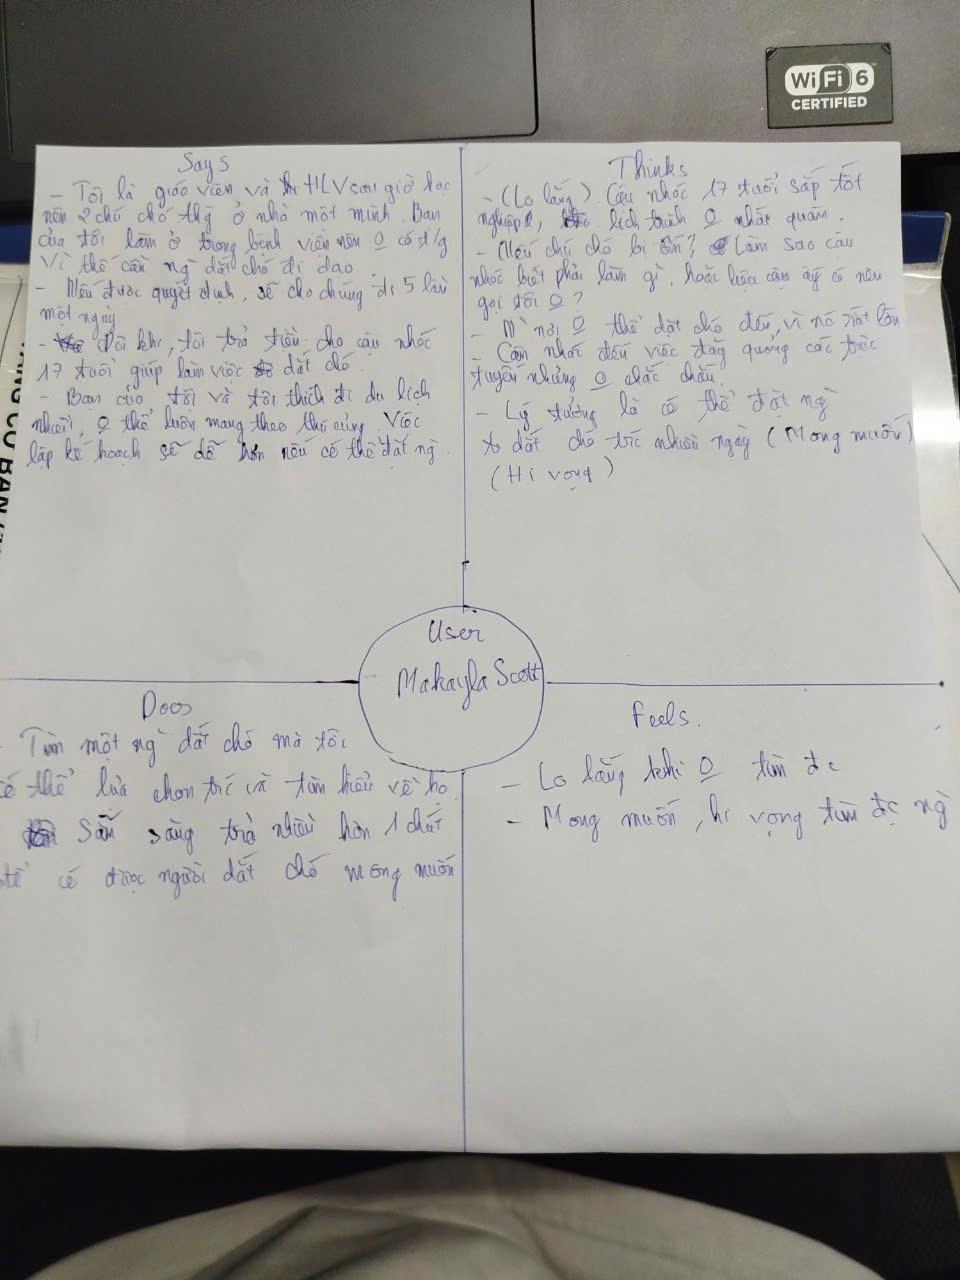 WiFi 6
CERTIFIED
Says
- Tôi là giáo viên và HLV sau giờ học
nên 2 chú chó thg ở nhà một mình. Bạn
của tôi làm ở trong bệnh viện nên 0 có t/g
Vì thế cần ng dắt chó đi dạo
- Nếu được quyết định, sẽ cho chúng đi 5 lần
một ngày
- Đôi khi, tôi trả tiền cho cậu nhóc
17 tuổi giúp làm việc dắt chó.
- Bạn của tôi và tôi thích đi du lịch
nhưng 0 thể luôn mang theo thú cưng. Việc
lập kế hoạch sẽ dễ hơn nếu có thể đặt ng.
Thinks
- (Lo lắng) Cậu nhóc 17 tuổi sắp tốt
nghiệp, lịch trình 0 nhất quán.
- Nếu chú chó bị ốm? Làm sao cậu
nhóc biết phải làm gì, hoặc liệu cậu ấy có nên
gọi tôi 0?
- 0 thể dắt chó đến, vì nó rất lớn
- Cân nhắc đến việc đăng quảng cáo trực
tuyến nhưng 0 chắc chắn.
- Lý tưởng là có thể đặt ng
dắt chó trc nhiều ngày (Mong muốn)
(Hi vọng)
User
Makayla Scott
Does
Tìm một ng dắt chó mà tôi
có thể lựa chọn trc và tìm hiểu về họ.
Sẵn sàng trả nhiều hơn 1 chút
để có được người dắt chó mong muốn
Feels.
- Lo lắng khi 0 tìm đc
- Mong muốn, hi vọng tìm đc ng